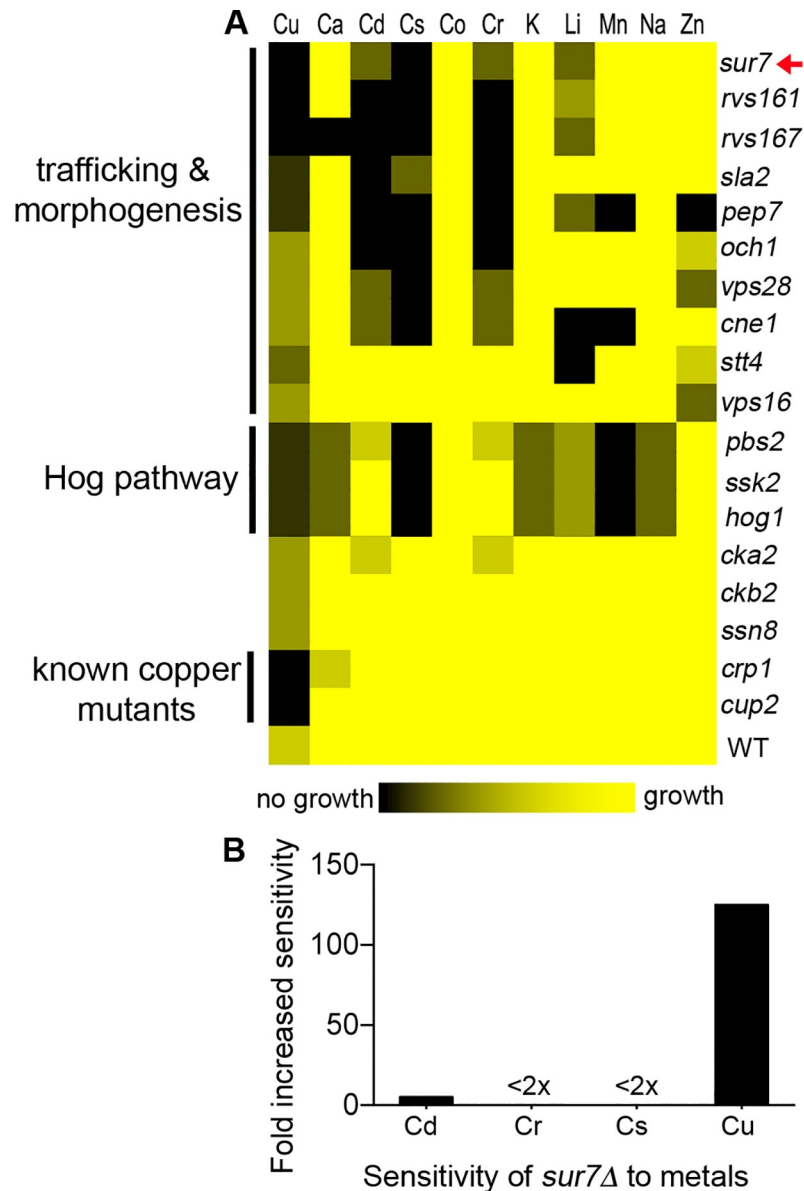 A
Cu Ca Cd Cs Co Cr K Li Mn Na Zn
trafficking &
morphogenesis
sur7
rvs161
rvs167
sla2
pep7
och1
vps28
cne1
stt4
vps16
Hog pathway
pbs2
ssk2
hog1
cka2
ckb2
ssn8
known copper
mutants
crp1
cup2
WT
no growth
growth
B
Fold increased sensitivity
150
100
50
0
<2x
<2x
Cd Cr Cs Cu
Sensitivity of sur7Δ to metals